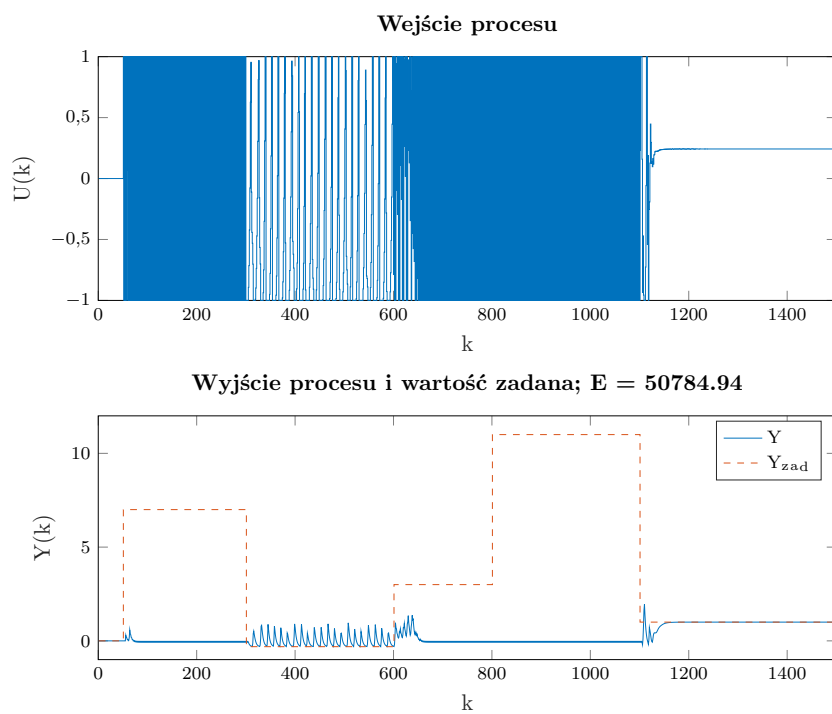 Wejście procesu
1
0,5
0
−0,5
−1
U(k)
0 200 400 600 800 1000 1200 1400
k
Wyjście procesu i wartość zadana; E = 50784.94
10
5
0
Y(k)
Y
Y_zad
0 200 400 600 800 1000 1200 1400
k